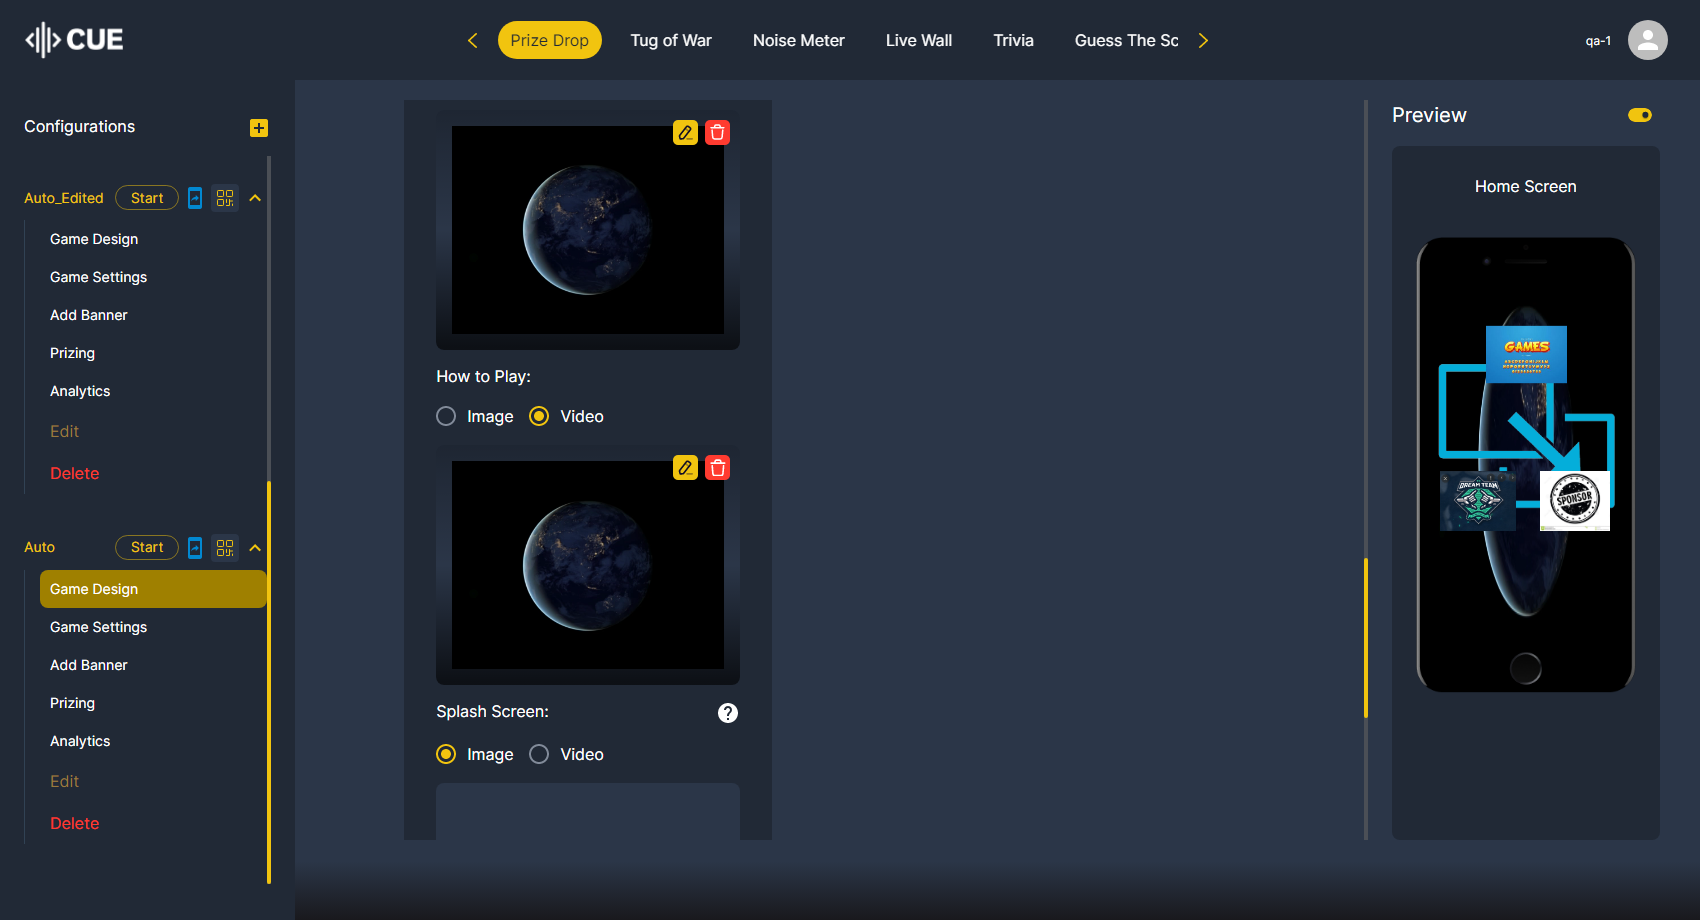 CUE
Prize Drop
Tug of War
Noise Meter
Live Wall
Trivia
Guess The Sc
qa-1
Configurations
Auto_Edited
Start
Game Design
Game Settings
Add Banner
Prizing
Analytics
Edit
Delete
Auto
Start
Game Design
Game Settings
Add Banner
Prizing
Analytics
Edit
Delete
How to Play:
Image
Video
Splash Screen:
?
Image
Video
Preview
Home Screen
GAMES
DREAM TEAM
SPONSOR